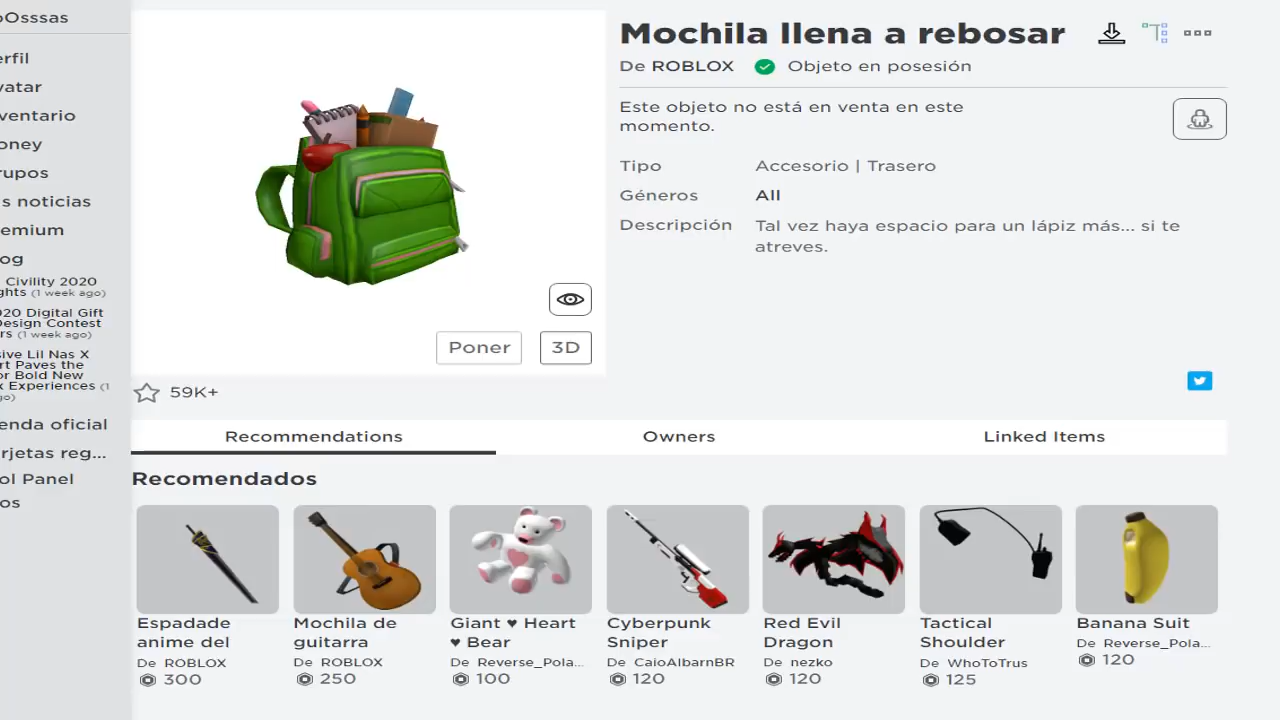 oOsssas
erfil
vatar
ventario
oney
rupos
s noticias
emium
og
Civility 2020
ghts (1 week ago)
020 Digital Gift
Design Contest
rs (1 week ago)
sive Lil Nas X
rt Paves the
or Bold New
x Experiences (1
go)
enda oficial
rjetas reg...
ol Panel
os
Mochila llena a rebosar
De ROBLOX Objeto en posesión
Este objeto no está en venta en este
momento.
Tipo Accesorio | Trasero
Géneros All
Descripción Tal vez haya espacio para un lápiz más... si te
atreves.
Poner 3D
59K+
Recommendations Owners Linked Items
Recomendados
Espadade
anime del
De ROBLOX
300
Mochila de
guitarra
De ROBLOX
250
Giant ♥ Heart
♥ Bear
De Reverse_Pola...
100
Cyberpunk
Sniper
De CaioAlbarnBR
120
Red Evil
Dragon
De nezko
120
Tactical
Shoulder
De WhoToTrus
125
Banana Suit
De Reverse_Pola...
120